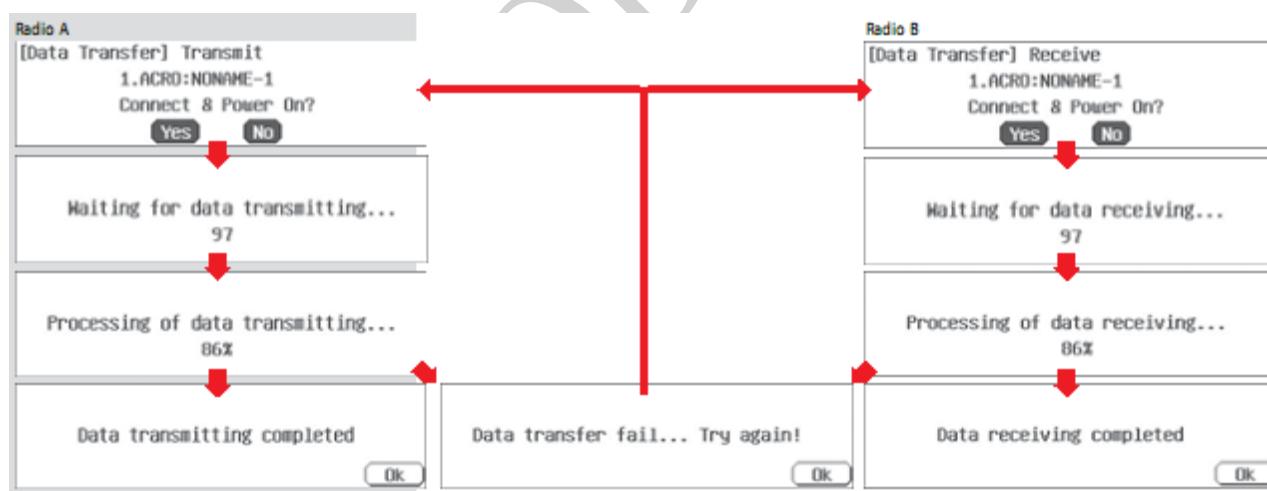 Radio A
[Data Transfer] Transmit
1.ACRO:NONAME-1
Connect & Power On?
Yes No
Waiting for data transmitting...
97
Processing of data transmitting...
86%
Data transmitting completed
Ok
Data transfer fail... Try again!
Ok
Radio B
[Data Transfer] Receive
1.ACRO:NONAME-1
Connect & Power On?
Yes No
Waiting for data receiving...
97
Processing of data receiving...
86%
Data receiving completed
Ok